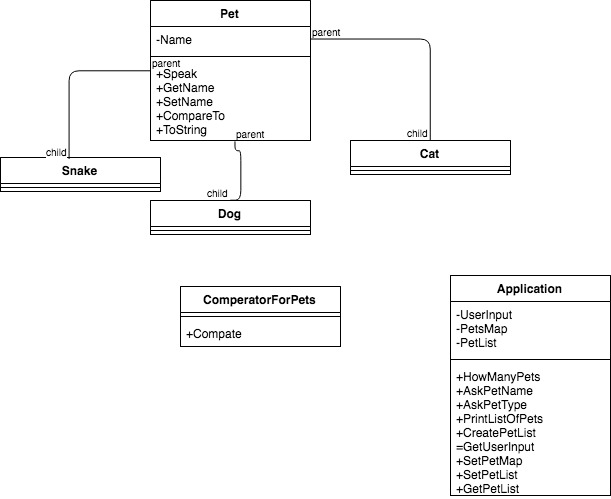 Pet
-Name
parent
parent
+Speak
+GetName
+SetName
+CompareTo
+ToString
parent
child
child
child
Snake
Cat
Dog
ComperatorForPets
+Compate
Application
-UserInput
-PetsMap
-PetList
+HowManyPets
+AskPetName
+AskPetType
+PrintListOfPets
+CreatePetList
=GetUserInput
+SetPetMap
+SetPetList
+GetPetList